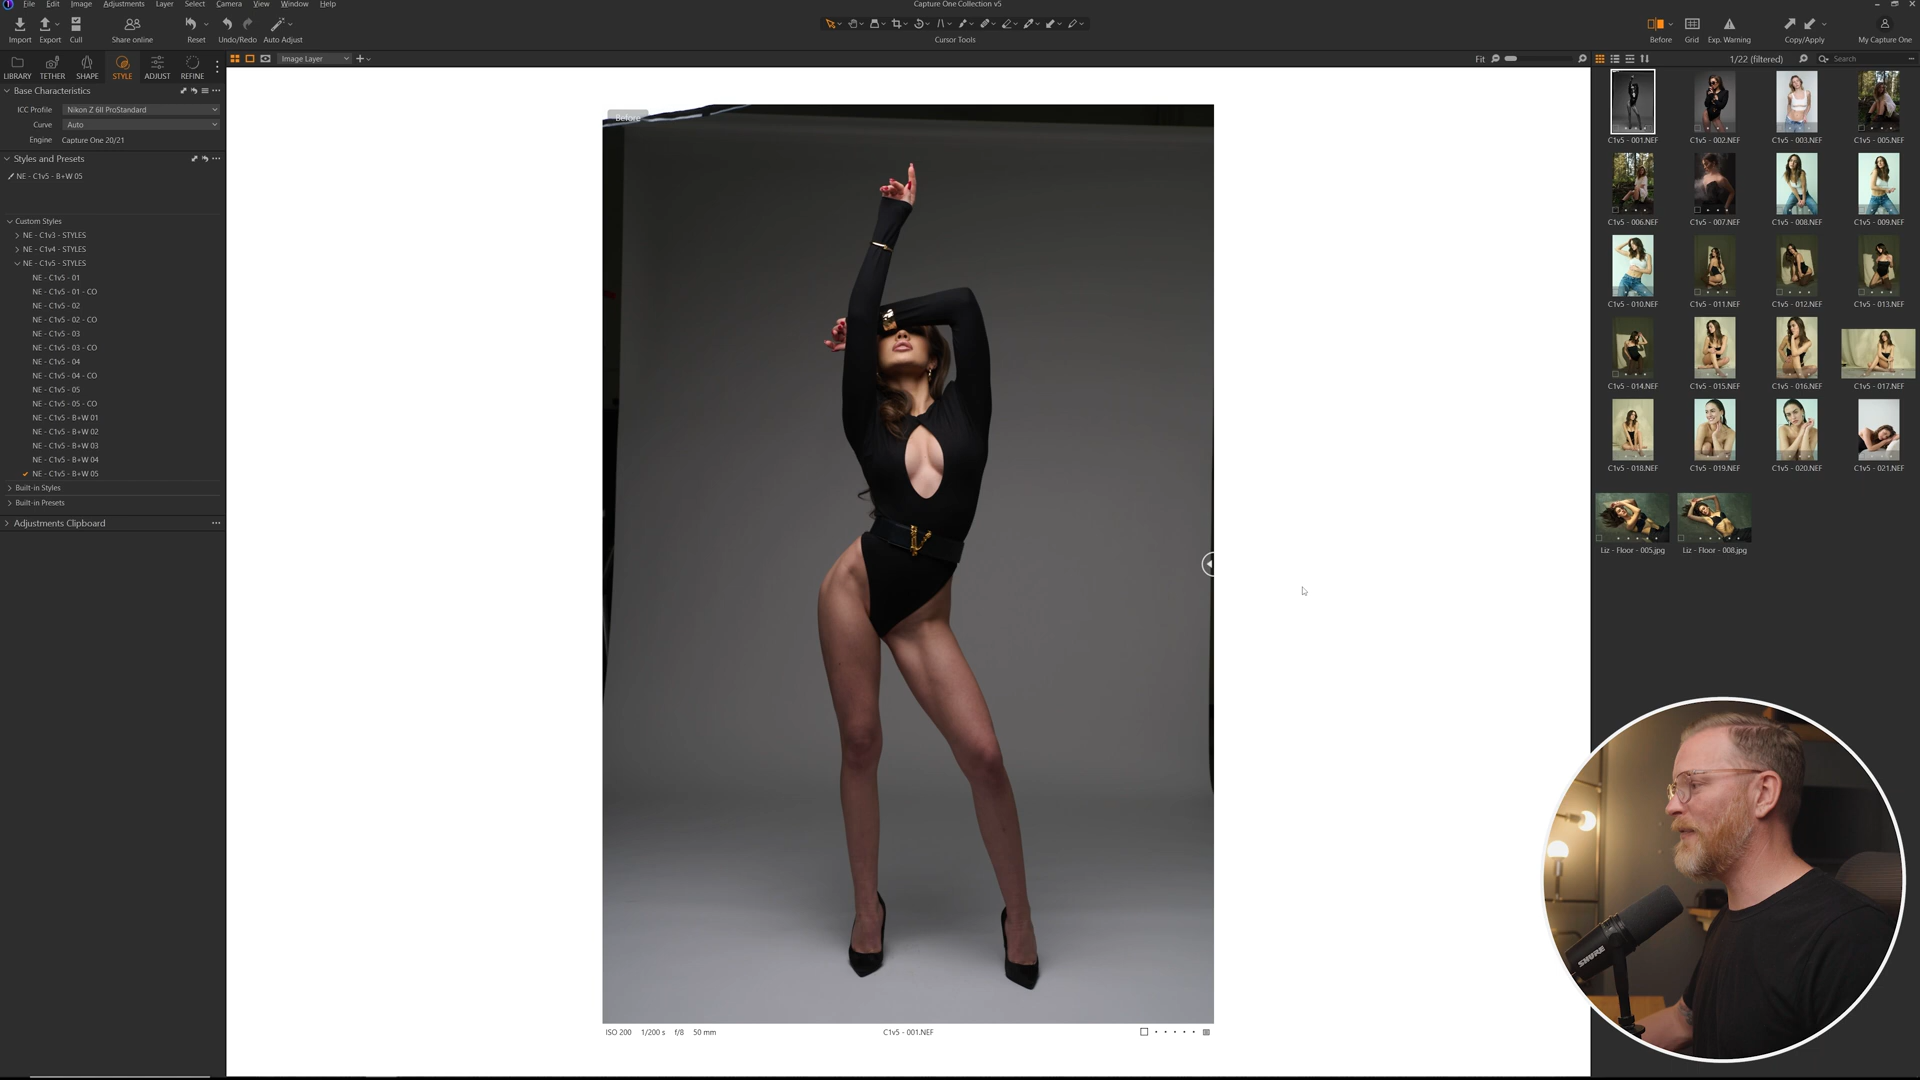 Capture One Collection v5
File Edit Image Adjustments Layer Select Camera View Window Help
Import Export Cull Share online Reset Undo/Redo Auto Adjust Cursor Tools Before Grid Exp. Warning Copy/Apply My Capture One
LIBRARY TETHER SHAPE STYLE ADJUST REFINE
Image Layer
Fit
1/22 (filtered)
Search
Base Characteristics
ICC Profile Nikon Z 6II ProStandard
Curve Auto
Engine Capture One 20/21
Styles and Presets
NE - C1v5 - B+W 05
Custom Styles
NE - C1v3 - STYLES
NE - C1v4 - STYLES
NE - C1v5 - STYLES
NE - C1v5 - 01
NE - C1v5 - 01 - CO
NE - C1v5 - 02
NE - C1v5 - 02 - CO
NE - C1v5 - 03
NE - C1v5 - 03 - CO
NE - C1v5 - 04
NE - C1v5 - 04 - CO
NE - C1v5 - 05
NE - C1v5 - 05 - CO
NE - C1v5 - B+W 01
NE - C1v5 - B+W 02
NE - C1v5 - B+W 03
NE - C1v5 - B+W 04
NE - C1v5 - B+W 05
Built-in Styles
Built-in Presets
Adjustments Clipboard
Before
ISO 200 1/200 s f/8 50 mm
C1v5 - 001.NEF
C1v5 - 001.NEF C1v5 - 002.NEF C1v5 - 003.NEF C1v5 - 005.NEF
C1v5 - 006.NEF C1v5 - 007.NEF C1v5 - 008.NEF C1v5 - 009.NEF
C1v5 - 010.NEF C1v5 - 011.NEF C1v5 - 012.NEF C1v5 - 013.NEF
C1v5 - 014.NEF C1v5 - 015.NEF C1v5 - 016.NEF C1v5 - 017.NEF
C1v5 - 018.NEF C1v5 - 019.NEF C1v5 - 020.NEF C1v5 - 021.NEF
Liz - Floor - 005.jpg Liz - Floor - 008.jpg
SHURE